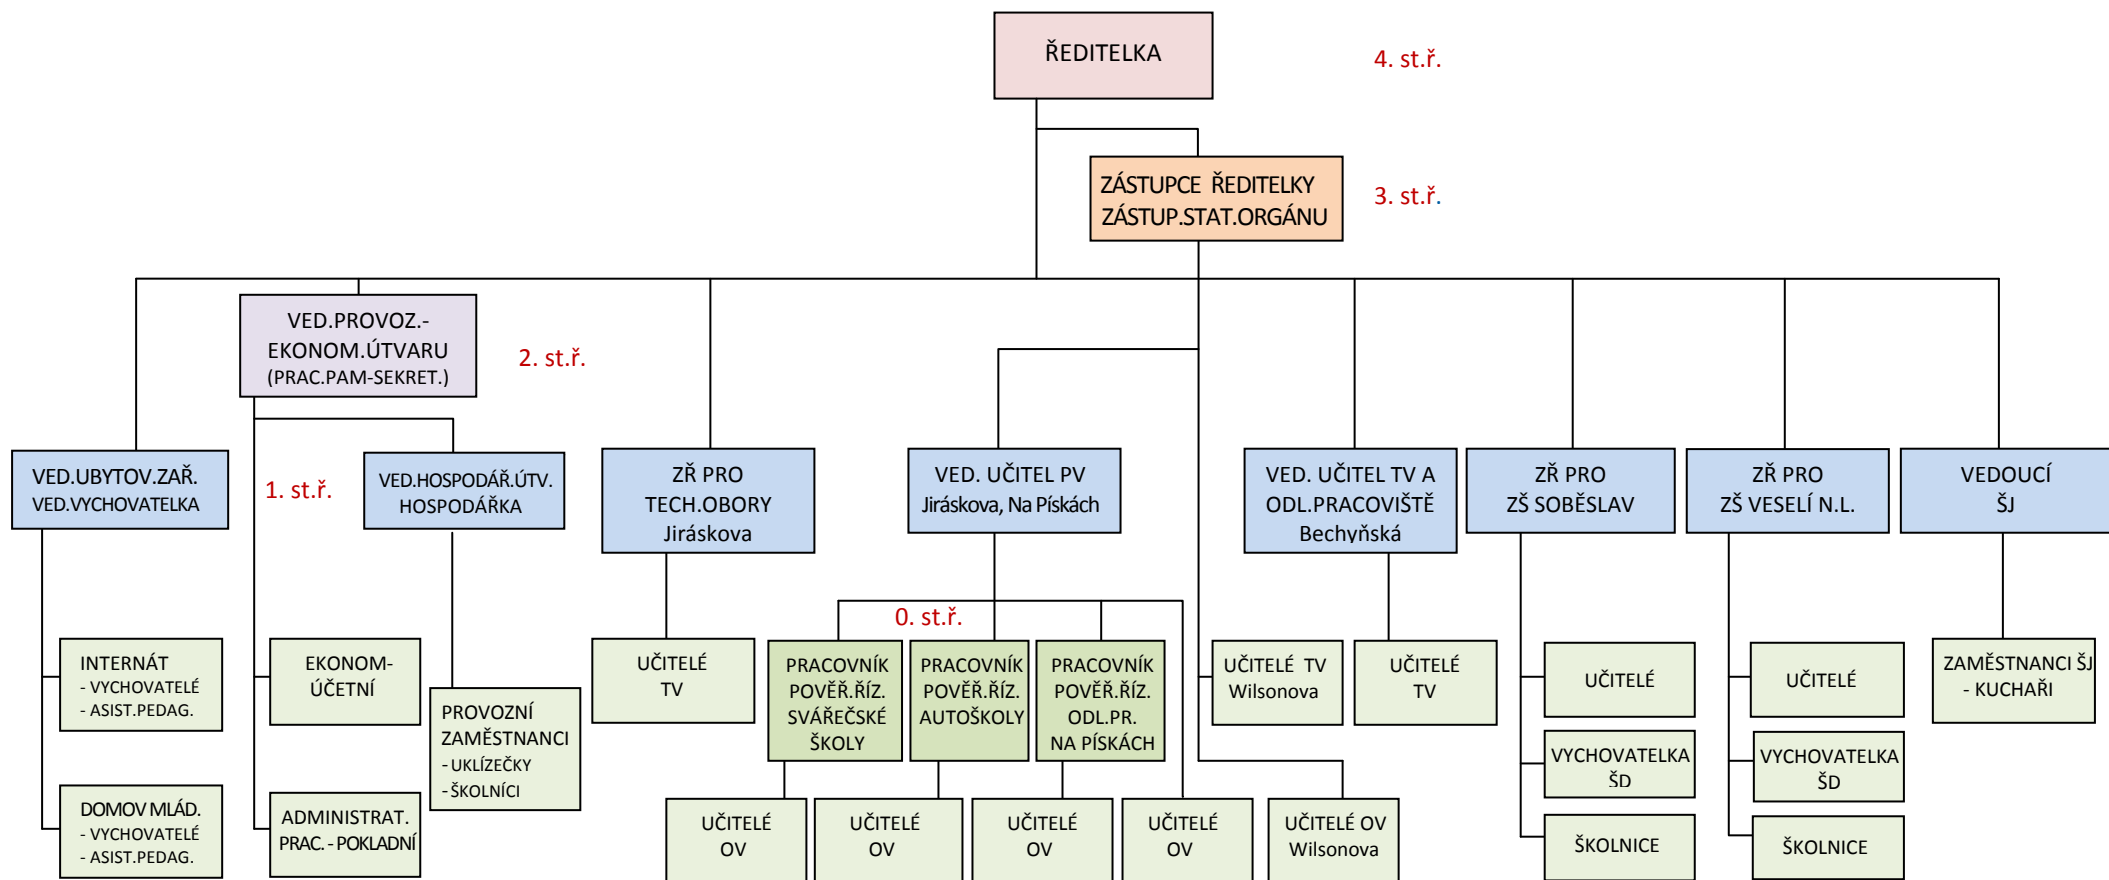 ŘEDITELKA
4. st.ř.
ZÁSTUPCE ŘEDITELKY
ZÁSTUP.STAT.ORGÁNU
3. st.ř.
VED.PROVOZ.-
EKONOM.ÚTVARU
(PRAC.PAM-SEKRET.)
2. st.ř.
VED.UBYTOV.ZAŘ.
VED.VYCHOVATELKA
1. st.ř.
VED.HOSPODÁŘ.ÚTV.
HOSPODÁŘKA
ZŘ PRO
TECH.OBORY
Jiráskova
VED. UČITEL PV
Jiráskova, Na Pískách
VED. UČITEL TV A
ODL.PRACOVIŠTĚ
Bechyňská
ZŘ PRO
ZŠ SOBĚSLAV
ZŘ PRO
ZŠ VESELÍ N.L.
VEDOUCÍ
ŠJ
0. st.ř.
INTERNÁT
- VYCHOVATELÉ
- ASIST.PEDAG.
EKONOM-
ÚČETNÍ
PROVOZNÍ
ZAMĚSTNANCI
- UKLÍZEČKY
- ŠKOLNÍCI
UČITELÉ
TV
PRACOVNÍK
POVĚŘ.ŘÍZ.
SVÁŘEČSKÉ
ŠKOLY
PRACOVNÍK
POVĚŘ.ŘÍZ.
AUTOŠKOLY
PRACOVNÍK
POVĚŘ.ŘÍZ.
ODL.PR.
NA PÍSKÁCH
UČITELÉ TV
Wilsonova
UČITELÉ
TV
UČITELÉ
UČITELÉ
ZAMĚSTNANCI ŠJ
- KUCHAŘI
VYCHOVATELKA
ŠD
VYCHOVATELKA
ŠD
DOMOV MLÁD.
- VYCHOVATELÉ
- ASIST.PEDAG.
ADMINISTRAT.
PRAC. - POKLADNÍ
UČITELÉ
OV
UČITELÉ
OV
UČITELÉ
OV
UČITELÉ
OV
UČITELÉ OV
Wilsonova
ŠKOLNICE
ŠKOLNICE